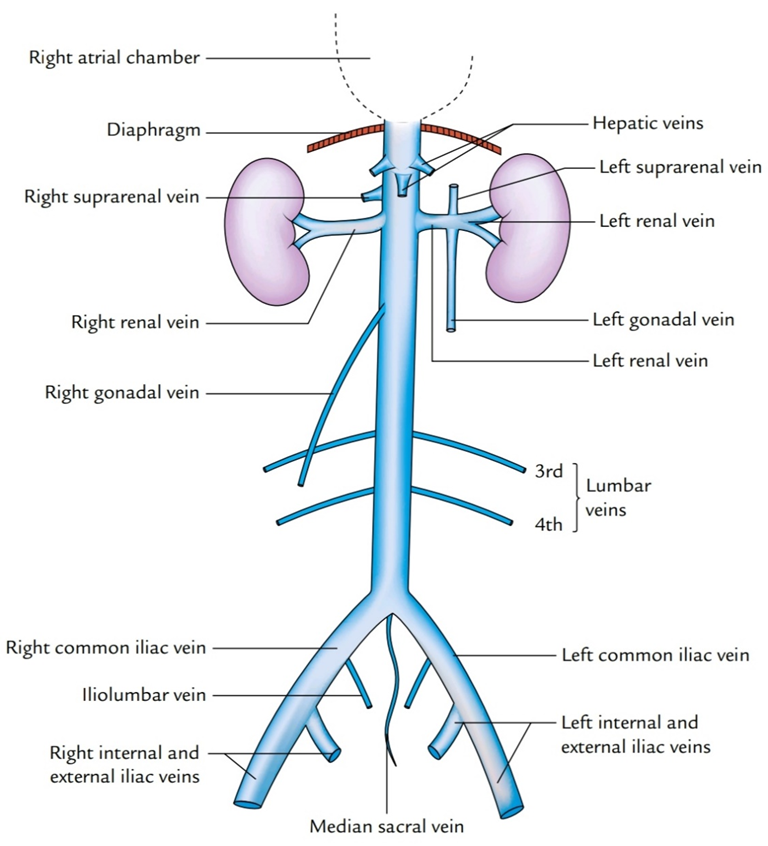 Right atrial chamber
Diaphragm
Hepatic veins
Left suprarenal vein
Right suprarenal vein
Left renal vein
Right renal vein
Left gonadal vein
Left renal vein
Right gonadal vein
3rd
Lumbar
veins
4th
Right common iliac vein
Left common iliac vein
Iliolumbar vein
Left internal and
external iliac veins
Right internal and
external iliac veins
Median sacral vein